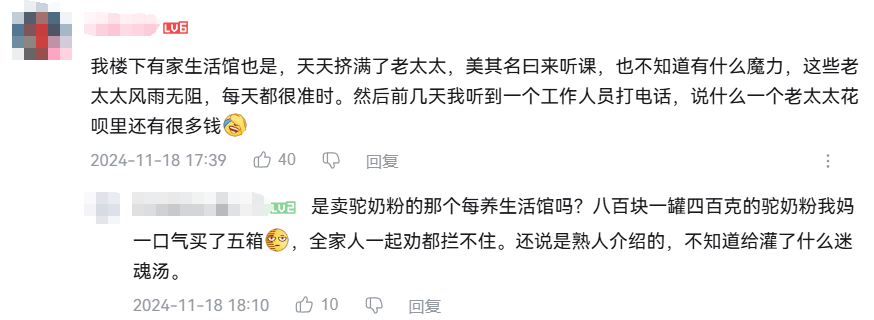 LV6
我楼下有家生活馆也是，天天挤满了老太太，美其名曰来听课，也不知道有什么魔力，这些老
太太风雨无阻，每天都很准时。然后前几天我听到一个工作人员打电话，说什么一个老太太花
呗里还有很多钱
2024-11-18 17:39 40 回复
LV2 是卖驼奶粉的那个每养生活馆吗？八百块一罐四百克的驼奶粉我妈
一口气买了五箱，全家人一起劝都拦不住。还说是熟人介绍的，不知道给灌了什么迷
魂汤。
2024-11-18 18:10 10 回复